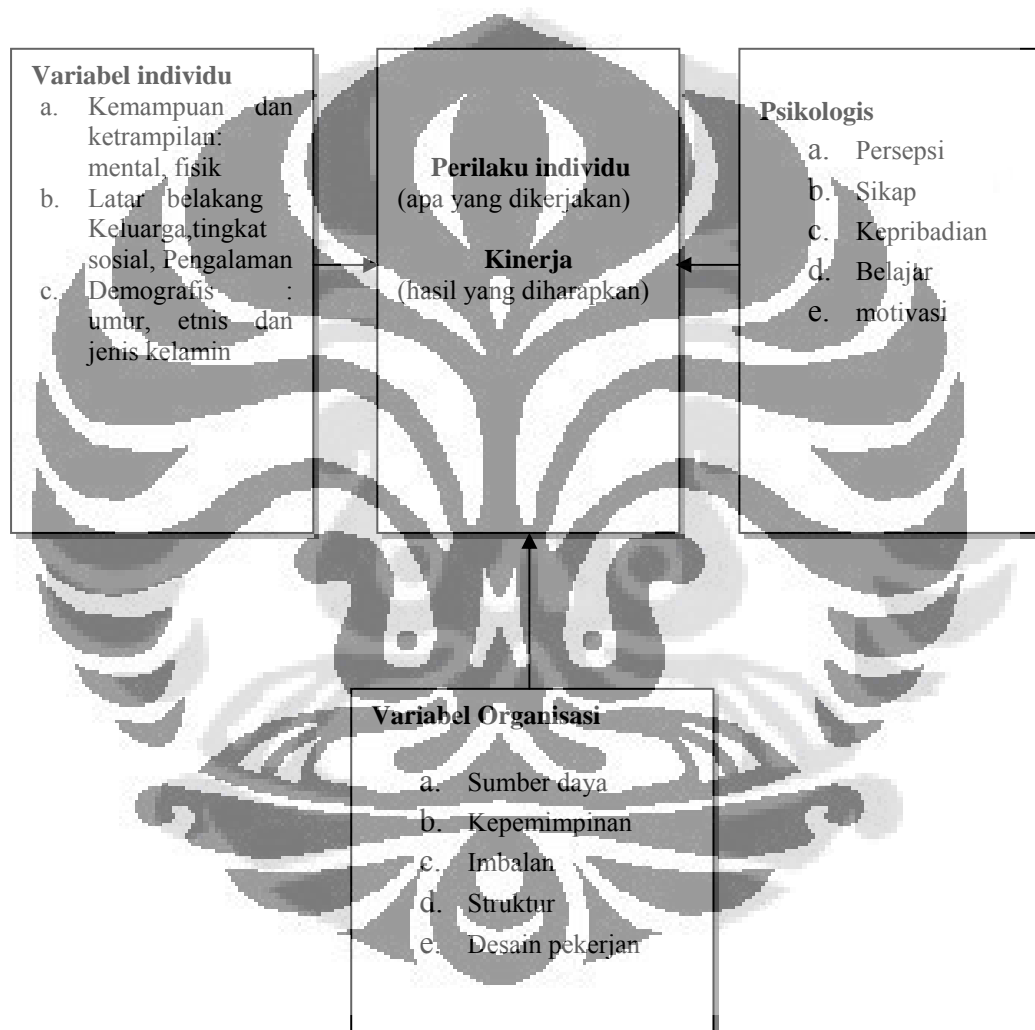 Variabel individu
a. Kemampuan dan
ketrampilan:
mental, fisik
b. Latar belakang :
Keluarga,tingkat
sosial, Pengalaman
c. Demografis :
umur, etnis dan
jenis kelamin
Perilaku individu
(apa yang dikerjakan)
Kinerja
(hasil yang diharapkan)
Psikologis
a. Persepsi
b. Sikap
c. Kepribadian
d. Belajar
e. motivasi
Variabel Organisasi
a. Sumber daya
b. Kepemimpinan
c. Imbalan
d. Struktur
e. Desain pekerjan